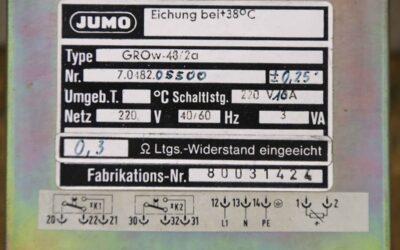 JUMO Eichung bei +38°C
Type GROw-48/2a
Nr. 7.0482.05500 ±0,25°
Umgeb.T. °C Schaltlstg. 220 V 16A
Netz 220 V 40/60 Hz 3 VA
0,3 Ω Ltgs.-Widerstand eingeeicht
Fabrikations-Nr. 80031424
K1 K2 12 13 14 1 2
20 22 21 30 32 31 L1 N PE